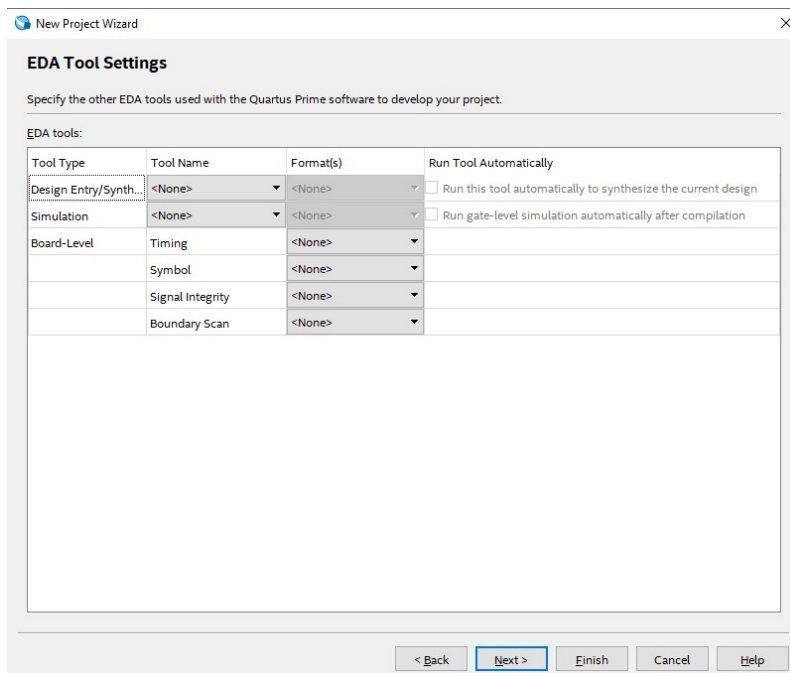 New Project Wizard
EDA Tool Settings
Specify the other EDA tools used with the Quartus Prime software to develop your project.
EDA tools:
Tool Type Tool Name Format(s) Run Tool Automatically
Design Entry/Synth... <None> <None> Run this tool automatically to synthesize the current design
Simulation <None> <None> Run gate-level simulation automatically after compilation
Board-Level Timing <None>
Symbol <None>
Signal Integrity <None>
Boundary Scan <None>
< Back Next > Finish Cancel Help